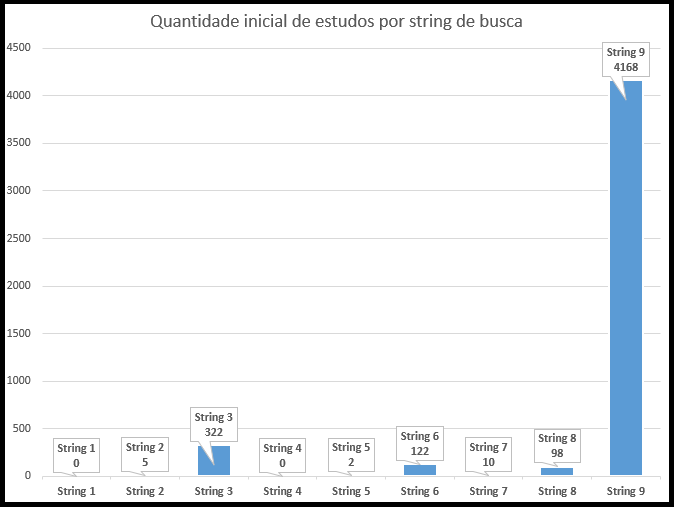 Quantidade inicial de estudos por string de busca
4500
4000
3500
3000
2500
2000
1500
1000
500
0
String 1
0
String 2
5
String 3
322
String 4
0
String 5
2
String 6
122
String 7
10
String 8
98
String 9
4168
String 1
String 2
String 3
String 4
String 5
String 6
String 7
String 8
String 9